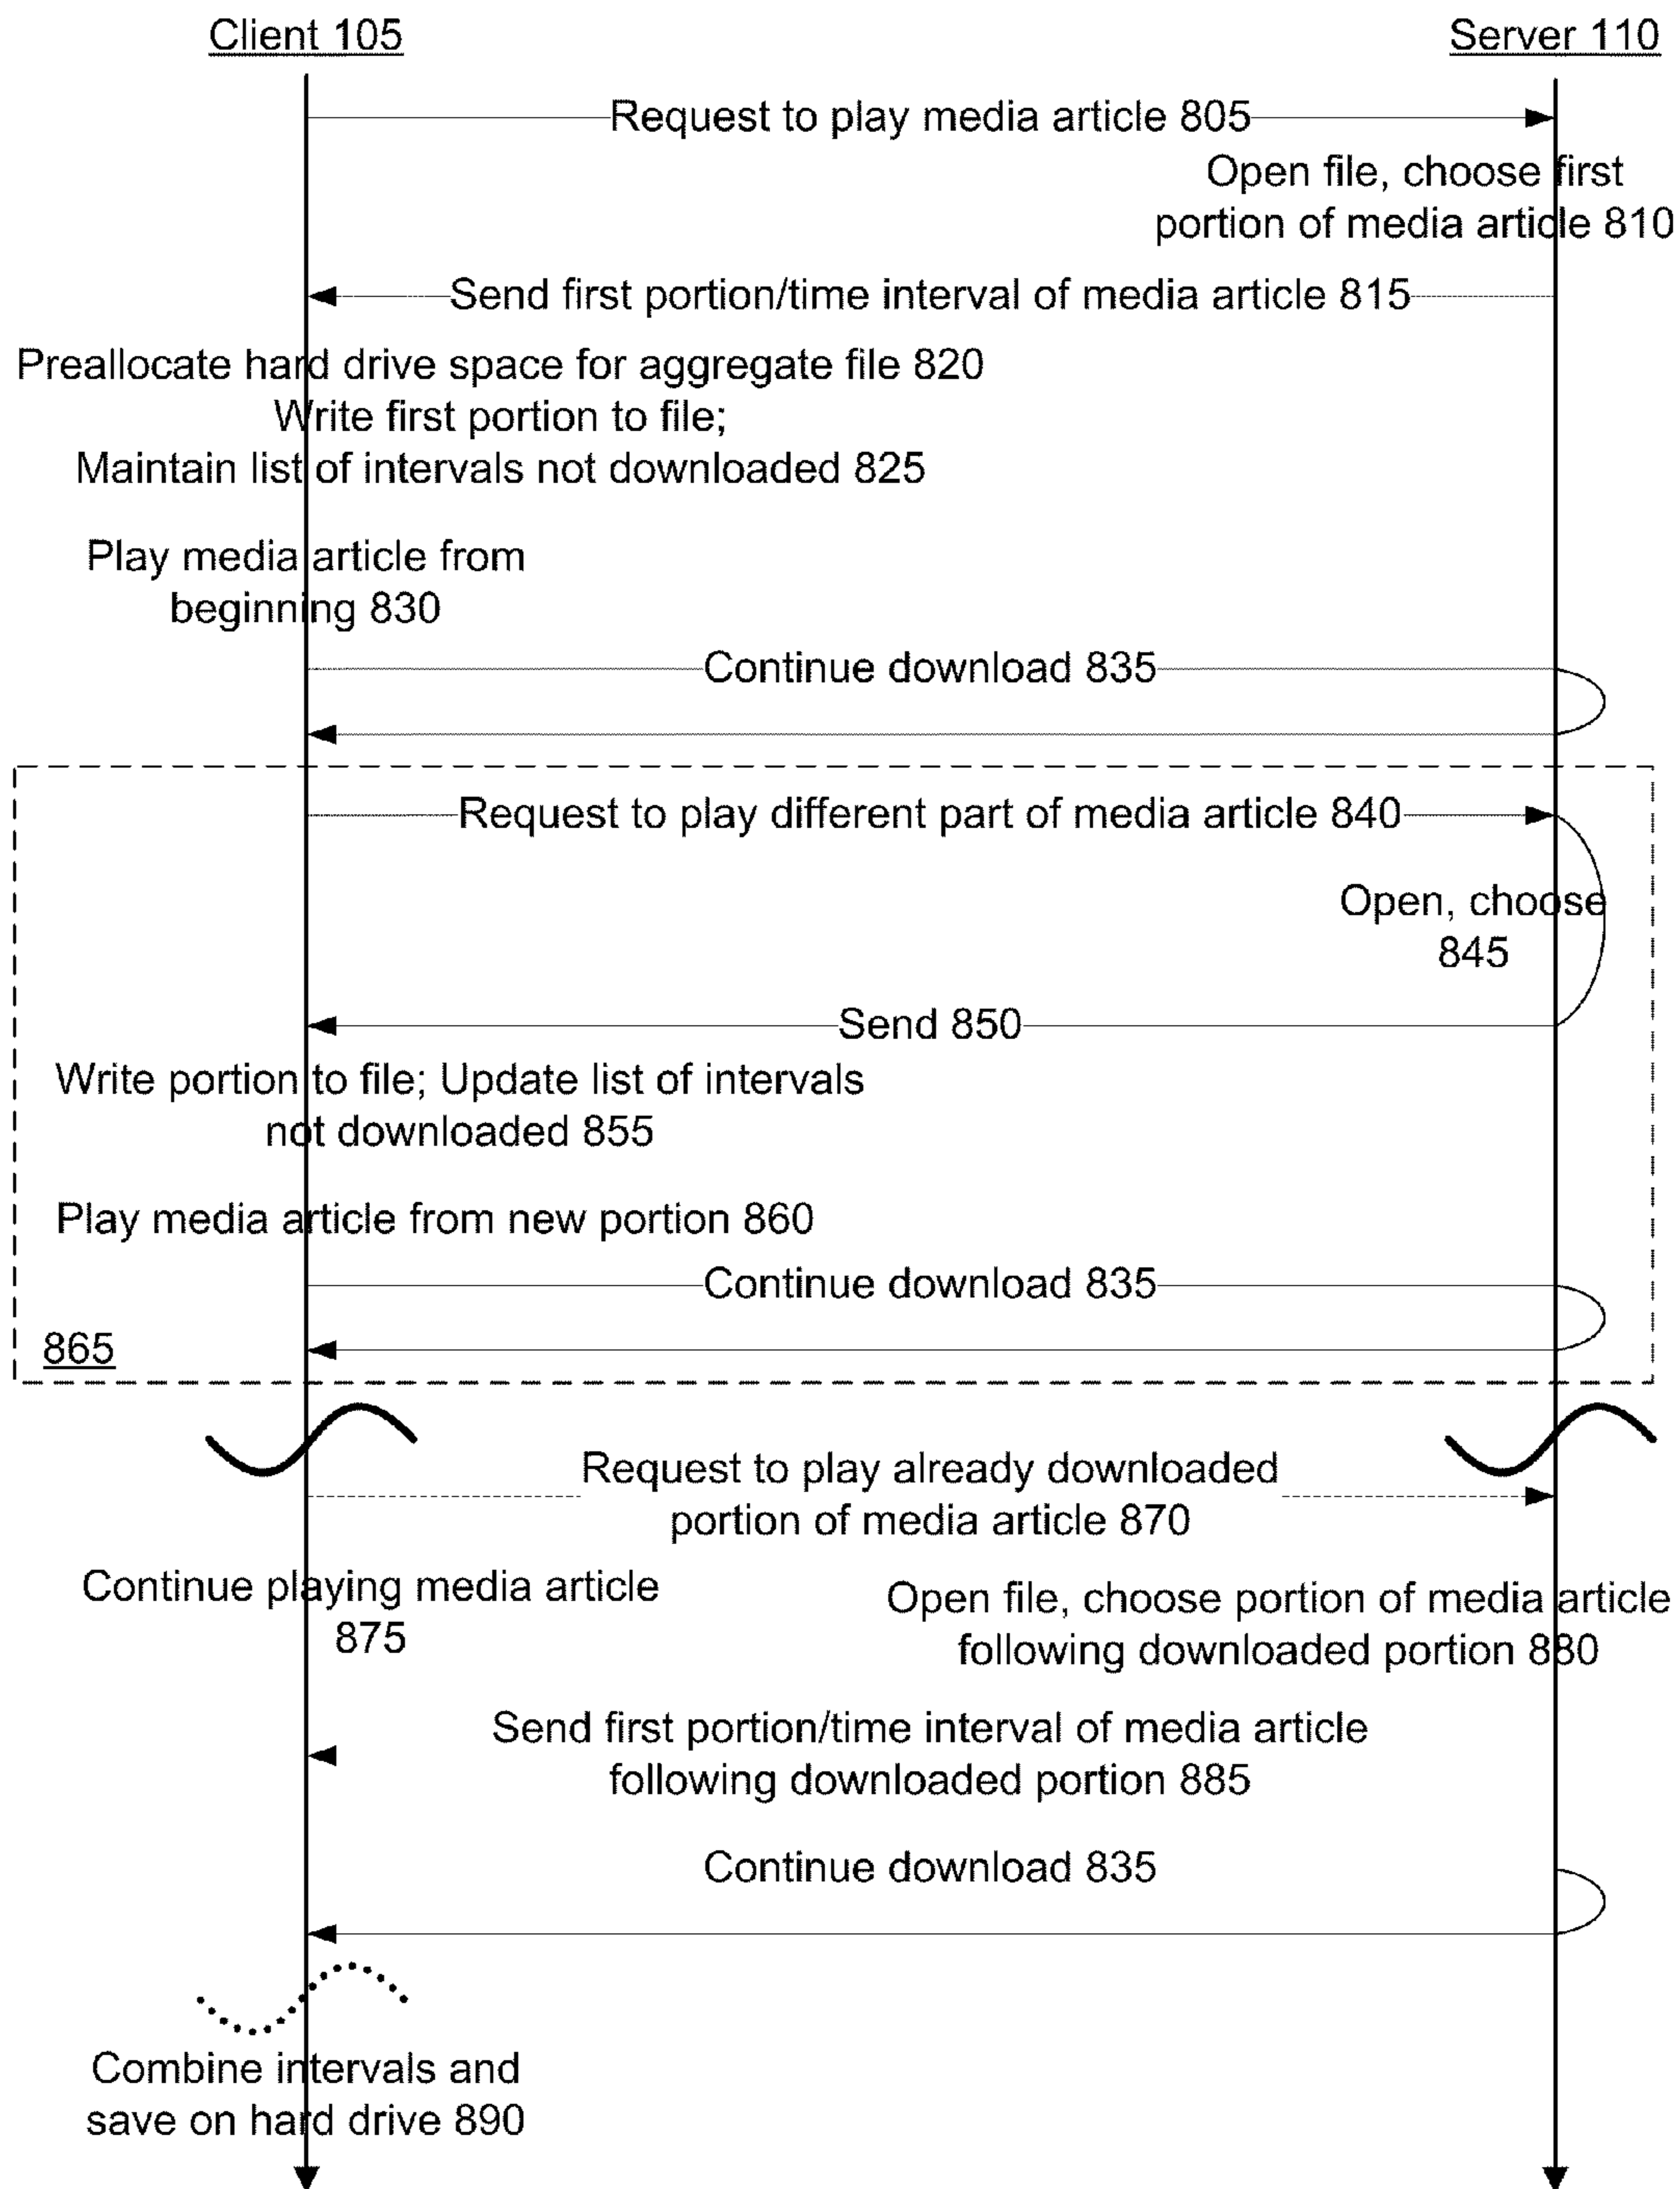 Client 105
Server 110
Request to play media article 805
Open file, choose first
portion of media article 810
Send first portion/time interval of media article 815
Preallocate hard drive space for aggregate file 820
Write first portion to file;
Maintain list of intervals not downloaded 825
Play media article from
beginning 830
Continue download 835
Request to play different part of media article 840
Open, choose
845
Send 850
Write portion to file; Update list of intervals
not downloaded 855
Play media article from new portion 860
Continue download 835
865
Request to play already downloaded
portion of media article 870
Continue playing media article
875
Open file, choose portion of media article
following downloaded portion 880
Send first portion/time interval of media article
following downloaded portion 885
Continue download 835
Combine intervals and
save on hard drive 890